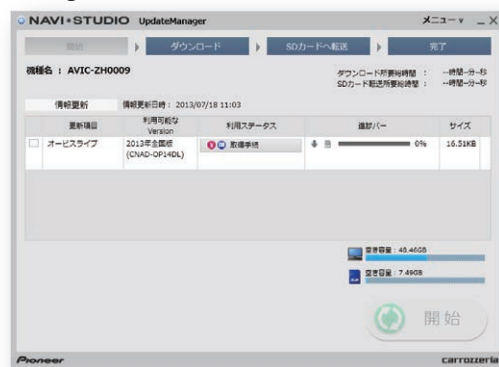 NAVI•STUDIO UpdateManager メニュー
開始 ダウンロード SDカードへ転送 完了
機種名 : AVIC-ZH0009
ダウンロード所要総時間 : --時間--分--秒
SDカード転送所要総時間 : --時間--分--秒
情報更新 情報更新日時 : 2013/07/18 11:03
更新項目 利用可能な Version 利用ステータス 進捗バー サイズ
オービスライブ 2013年全国版 (CNAD-OP14DL) 取得手続 0% 16.51KB
空き容量 : 48.46GB
空き容量 : 7.49GB
開始
Pioneer carrozzeria